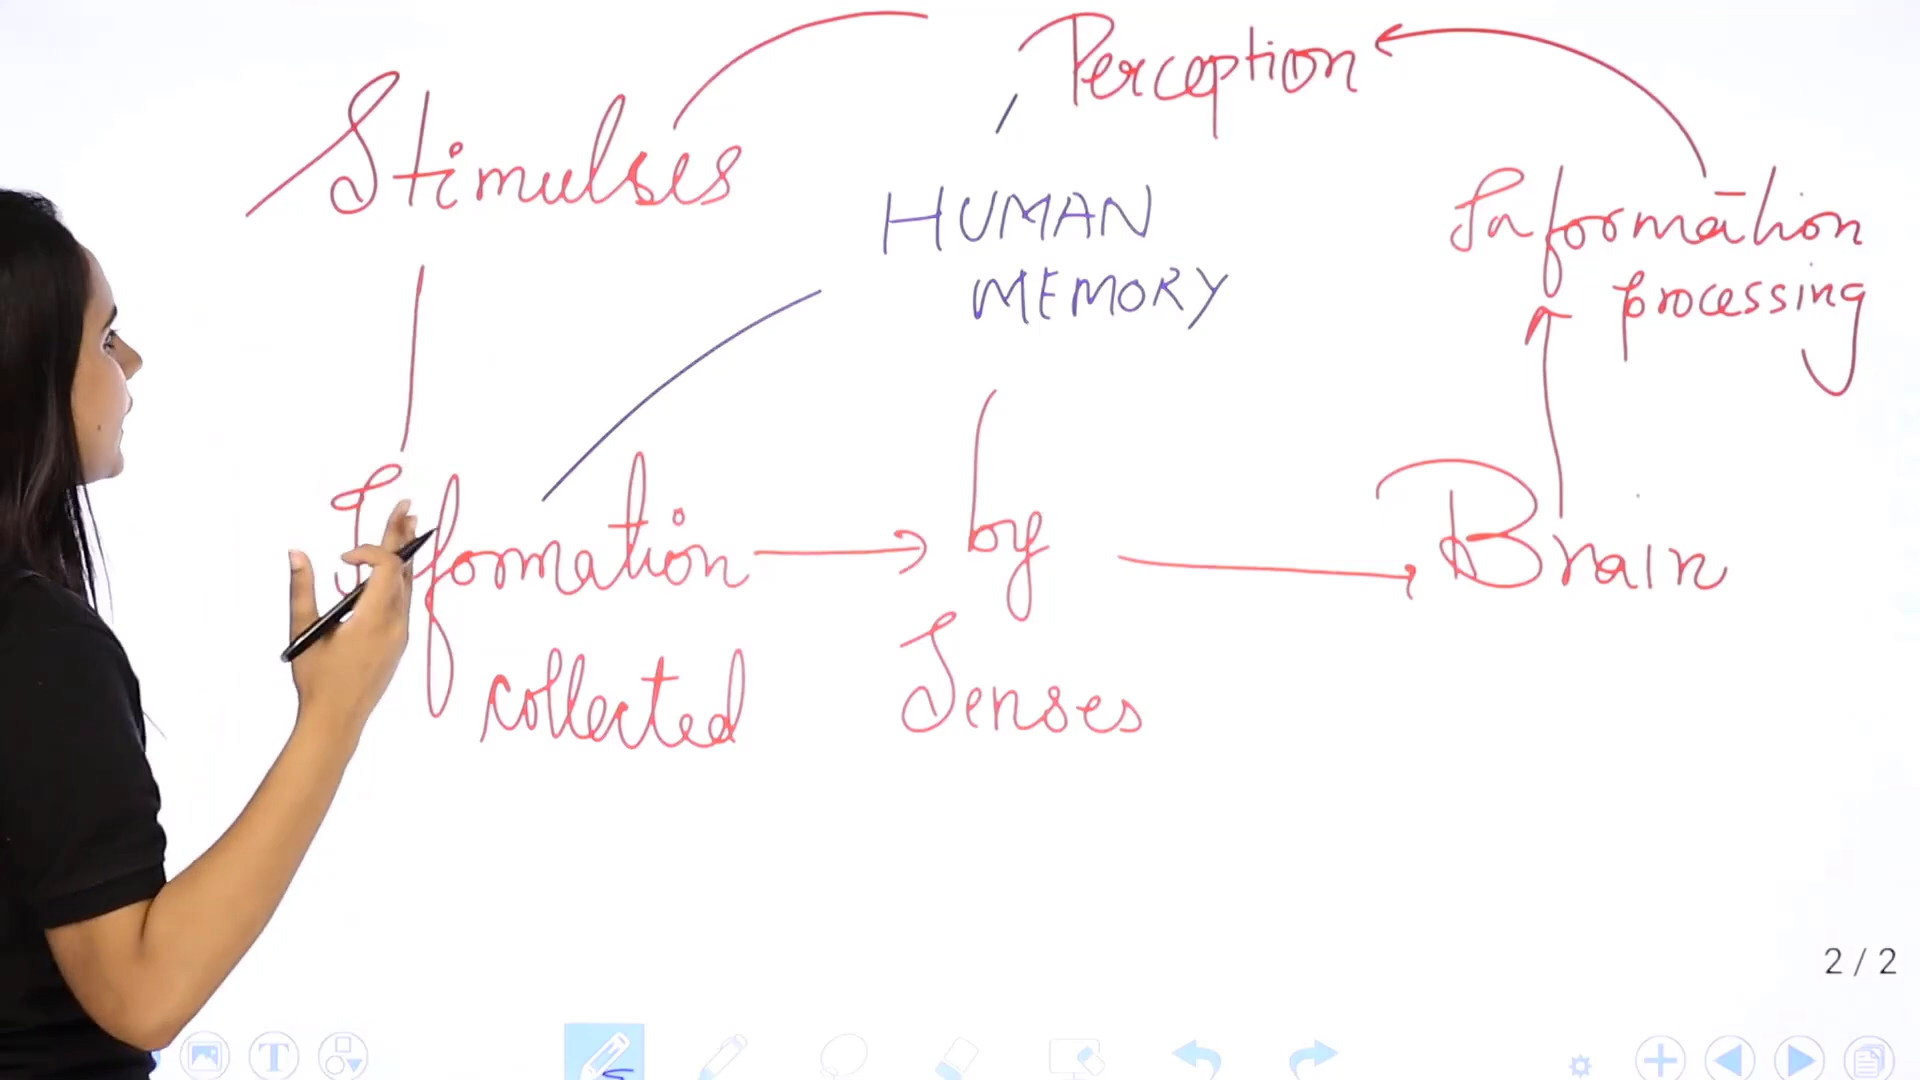 Perception
Stimulses
HUMAN
MEMORY
Information
processing
Information
collected
by
Senses
Brain
2 / 2
T